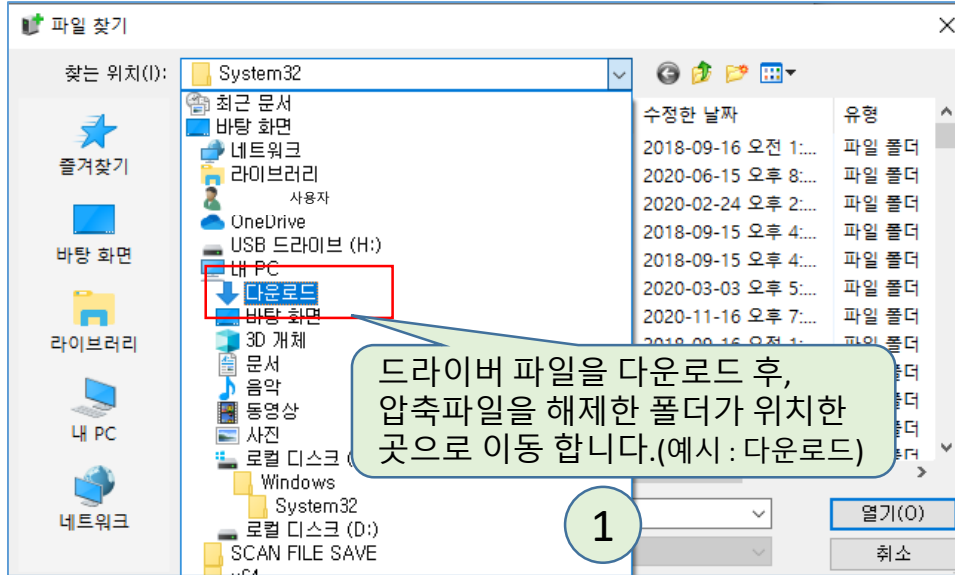 파일 찾기
찾는 위치(I):
System32
최근 문서
바탕 화면
네트워크
라이브러리
사용자
OneDrive
USB 드라이브 (H:)
내 PC
다운로드
바탕 화면
3D 개체
문서
음악
동영상
사진
로컬 디스크 (
Windows
System32
로컬 디스크 (D:)
SCAN FILE SAVE
즐겨찾기
바탕 화면
라이브러리
내 PC
네트워크
수정한 날짜 유형
2018-09-16 오전 1:... 파일 폴더
2020-06-15 오후 8:... 파일 폴더
2020-02-24 오후 2:... 파일 폴더
2018-09-15 오후 4:... 파일 폴더
2018-09-15 오후 4:... 파일 폴더
2020-03-03 오후 5:... 파일 폴더
2020-11-16 오후 7:... 파일 폴더
드라이버 파일을 다운로드 후,
압축파일을 해제한 폴더가 위치한
곳으로 이동 합니다.(예시 : 다운로드)
1
열기(O)
취소